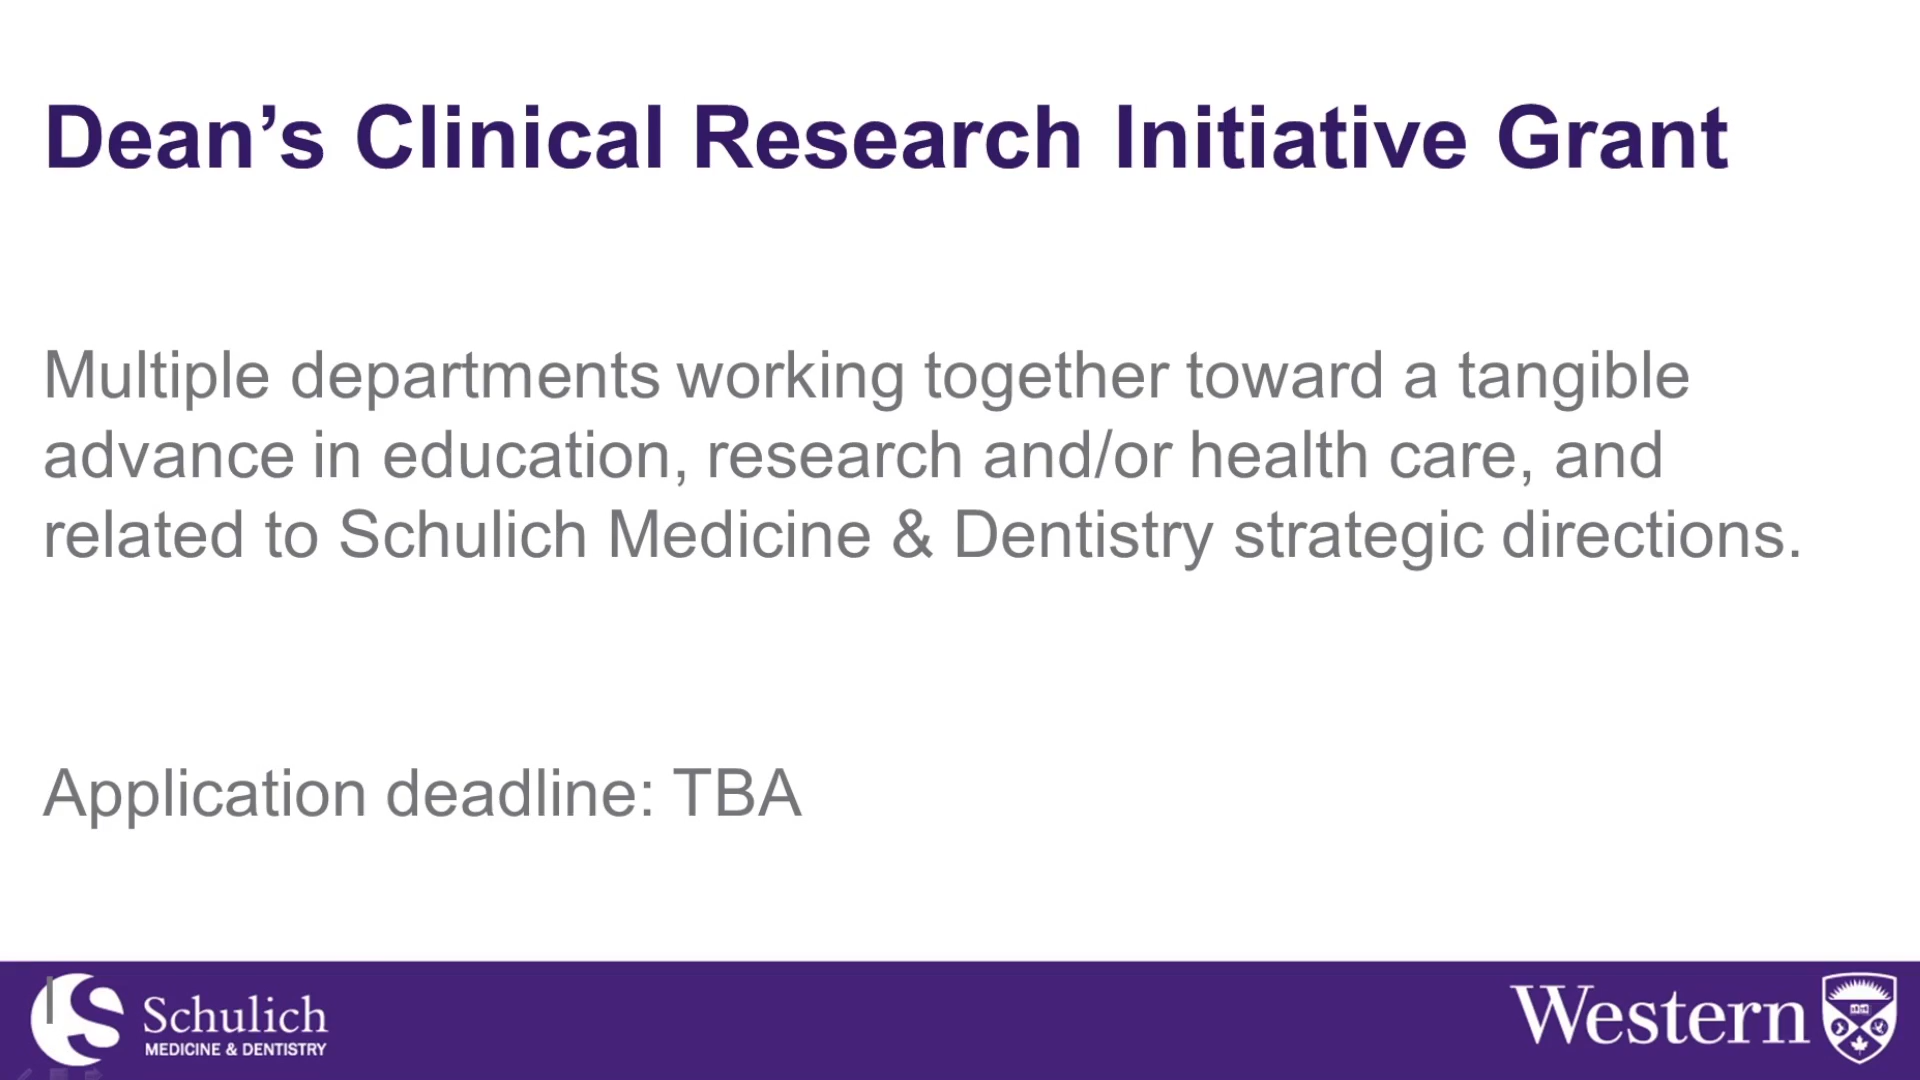 Dean’s Clinical Research Initiative Grant
Multiple departments working together toward a tangible
advance in education, research and/or health care, and
related to Schulich Medicine & Dentistry strategic directions.
Application deadline: TBA
Schulich
MEDICINE & DENTISTRY
Western